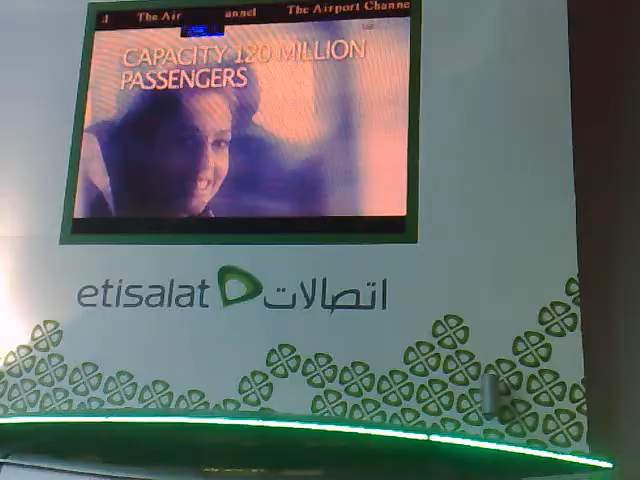 The Air
annel
The Airport Channe
CAPACITY 120 MILLION
PASSENGERS
etisalat
اتصالات